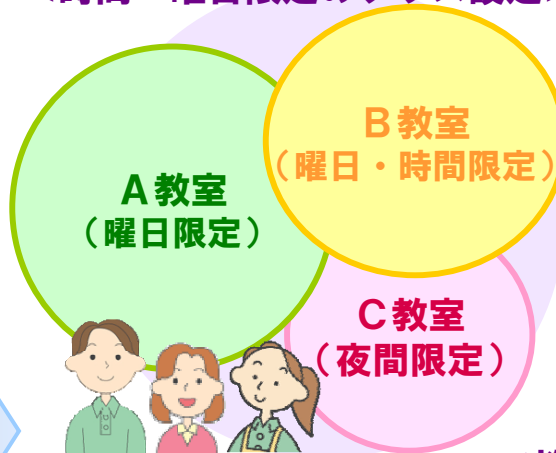 Ｂ教室
（曜日・時間限定）
Ａ教室
（曜日限定）
Ｃ教室
（夜間限定）